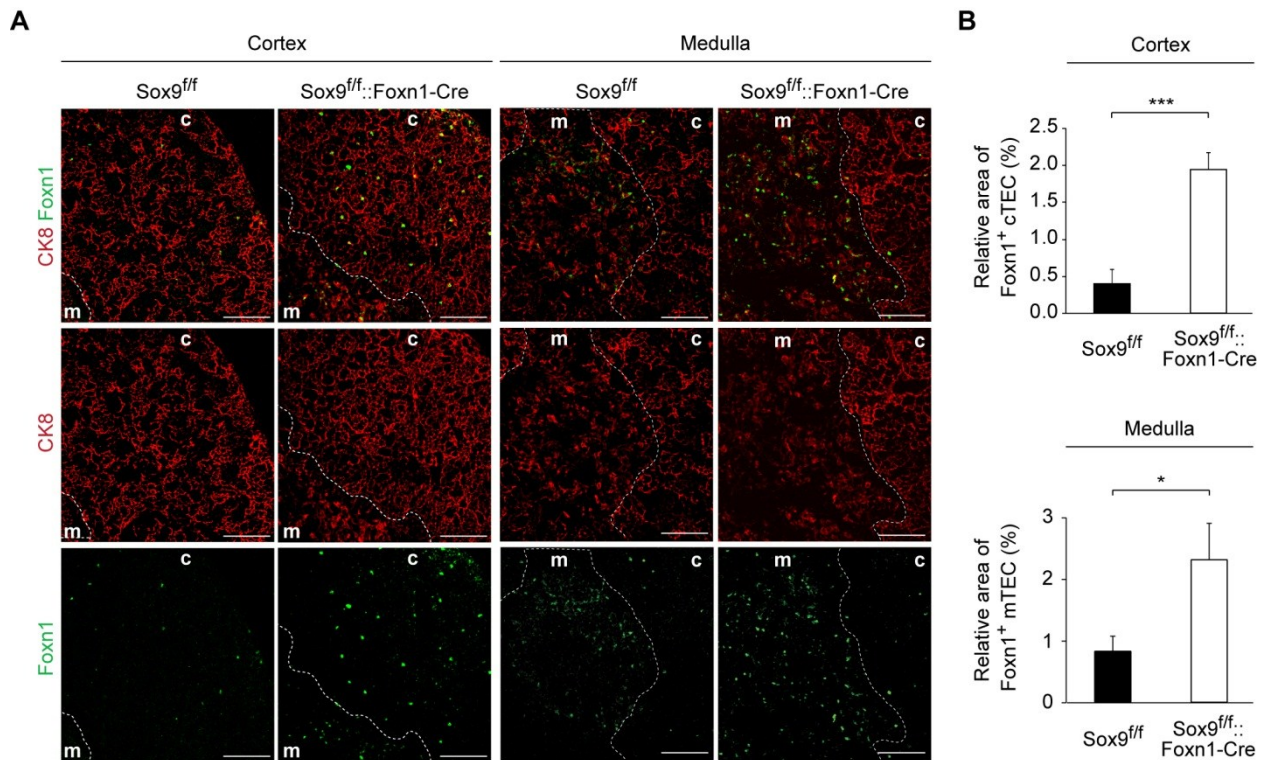 A
Cortex
Medulla
Sox9f/f
Sox9f/f::Foxn1-Cre
Sox9f/f
Sox9f/f::Foxn1-Cre
CK8 Foxn1
c
m
c
m
c
m
c
CK8
c
m
c
m
c
m
c
m
Foxn1
c
m
c
m
c
m
c
B
Cortex
***
Relative area of
Foxn1+ cTEC (%)
2.5
2.0
1.5
1.0
0.5
0.0
Sox9f/f
Sox9f/f::
Foxn1-Cre
Medulla
*
Relative area of
Foxn1+ mTEC (%)
3
2
1
0
Sox9f/f
Sox9f/f::
Foxn1-Cre